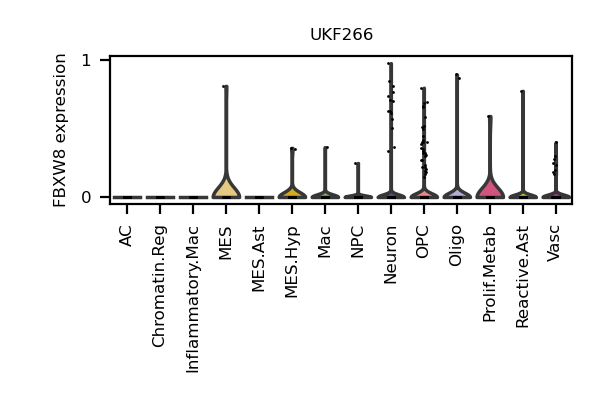 UKF266
FBXW8 expression
1
0
AC
Chromatin.Reg
Inflammatory.Mac
MES
MES.Ast
MES.Hyp
Mac
NPC
Neuron
OPC
Oligo
Prolif.Metab
Reactive.Ast
Vasc